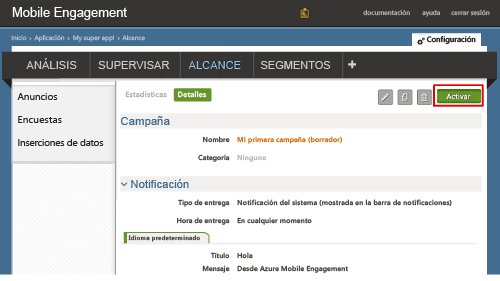 Mobile Engagement
documentación ayuda cerrar sesión
Inicio › Aplicación › My super app! › Alcance
Configuración
ANÁLISIS SUPERVISAR ALCANCE SEGMENTOS +
Anuncios
Encuestas
Inserciones de datos
Estadísticas Detalles Activar
Campaña
Nombre Mi primera campaña (borrador)
Categoría Ninguno
Notificación
Tipo de entrega Notificación del sistema (mostrada en la barra de notificaciones)
Hora de entrega En cualquier momento
Idioma predeterminado
Título Hola
Mensaje Desde Azure Mobile Engagement